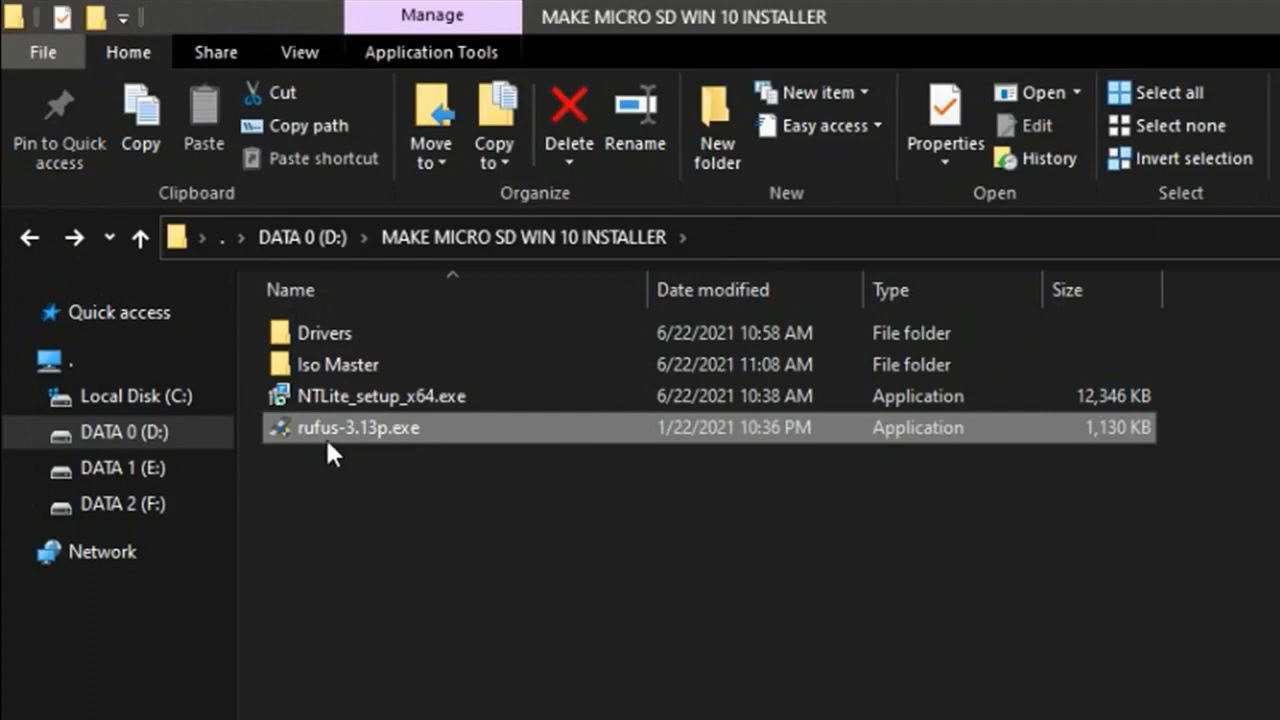 Manage
MAKE MICRO SD WIN 10 INSTALLER
File
Home
Share
View
Application Tools
Pin to Quick
access
Copy
Paste
Cut
Copy path
Paste shortcut
Clipboard
Move
to
Copy
to
Delete
Rename
Organize
New
folder
New item
Easy access
New
Properties
Open
Edit
History
Open
Select all
Select none
Invert selection
Select
. DATA 0 (D:) MAKE MICRO SD WIN 10 INSTALLER
Name Date modified Type Size
Quick access
.
Local Disk (C:)
DATA 0 (D:)
DATA 1 (E:)
DATA 2 (F:)
Network
Drivers 6/22/2021 10:58 AM File folder
Iso Master 6/22/2021 11:08 AM File folder
NTLite_setup_x64.exe 6/22/2021 10:38 AM Application 12,346 KB
rufus-3.13p.exe 1/22/2021 10:36 PM Application 1,130 KB